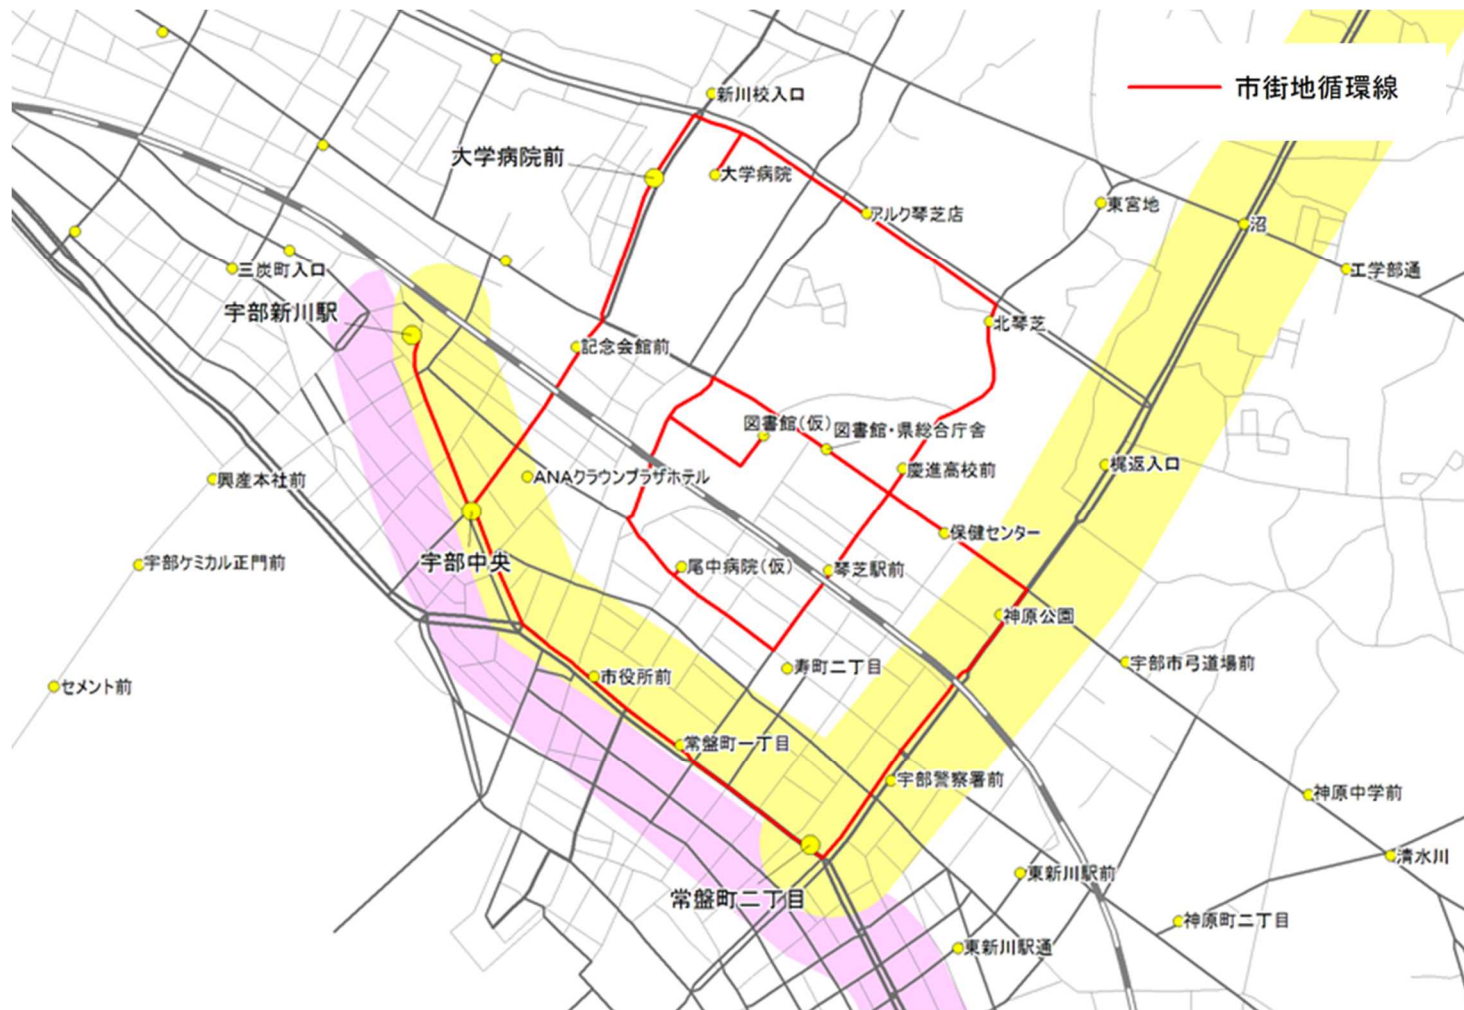 市街地循環線
新川校入口
大学病院前
大学病院
アルク琴芝店
東宮地
沼
工学部通
三炭町入口
宇部新川駅
北琴芝
記念会館前
図書館(仮)
図書館・県総合庁舎
慶進高校前
梶返入口
ANAクラウンプラザホテル
興産本社前
保健センター
宇部中央
宇部ケミカル正門前
尾中病院(仮)
琴芝駅前
神原公園
セメント前
市役所前
寿町二丁目
宇部市弓道場前
常盤町一丁目
宇部警察署前
神原中学前
清水川
東新川駅前
常盤町二丁目
神原町二丁目
東新川駅通